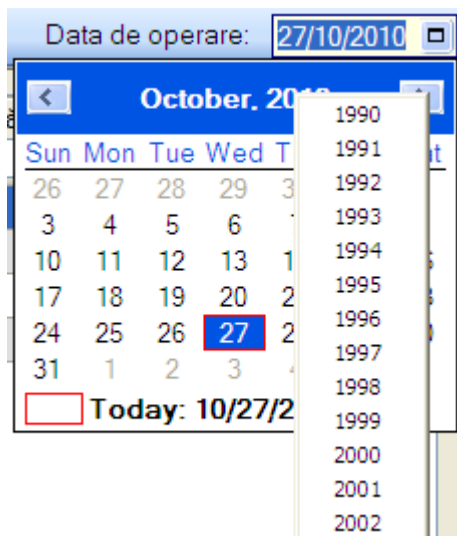 Data de operare: 27/10/2010
October, 2010
Sun Mon Tue Wed
26 27 28 29
3 4 5 6
10 11 12 13
17 18 19 20
24 25 26 27
31 1 2 3
Today: 10/27/2
1990
1991
1992
1993
1994
1995
1996
1997
1998
1999
2000
2001
2002